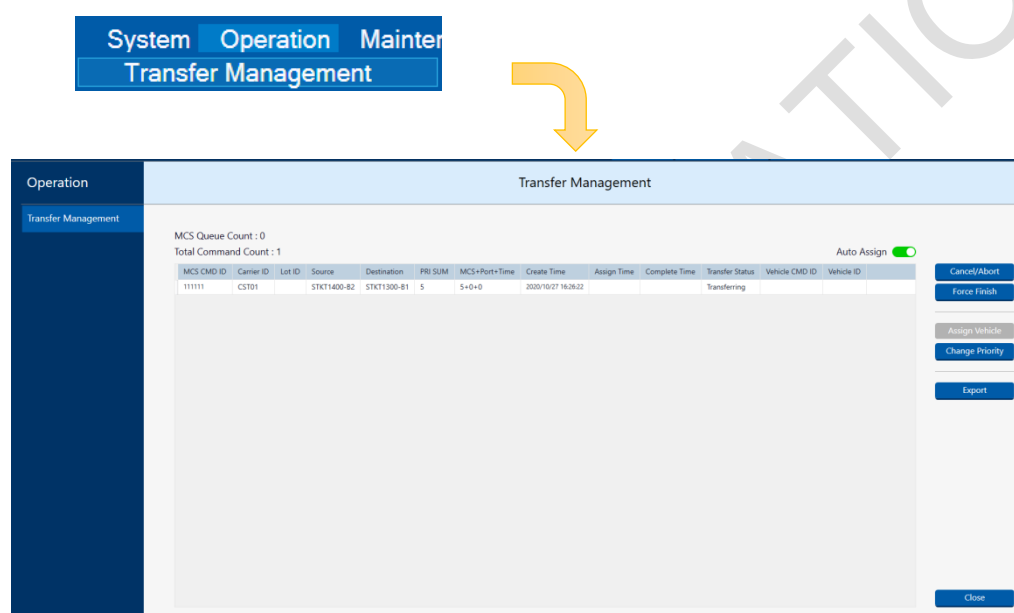 System Operation Mainten
Transfer Management
Operation
Transfer Management
Transfer Management
MCS Queue Count : 0
Total Command Count : 1
Auto Assign
MCS CMD ID Carrier ID Lot ID Source Destination PRI SUM MCS+Port+Time Create Time Assign Time Complete Time Transfer Status Vehicle CMD ID Vehicle ID
111111 CST01 STKT1400-B2 STKT1300-B1 5 5+0+0 2020/10/27 16:26:22 Transferring
Cancel/Abort
Force Finish
Assign Vehicle
Change Priority
Export
Close